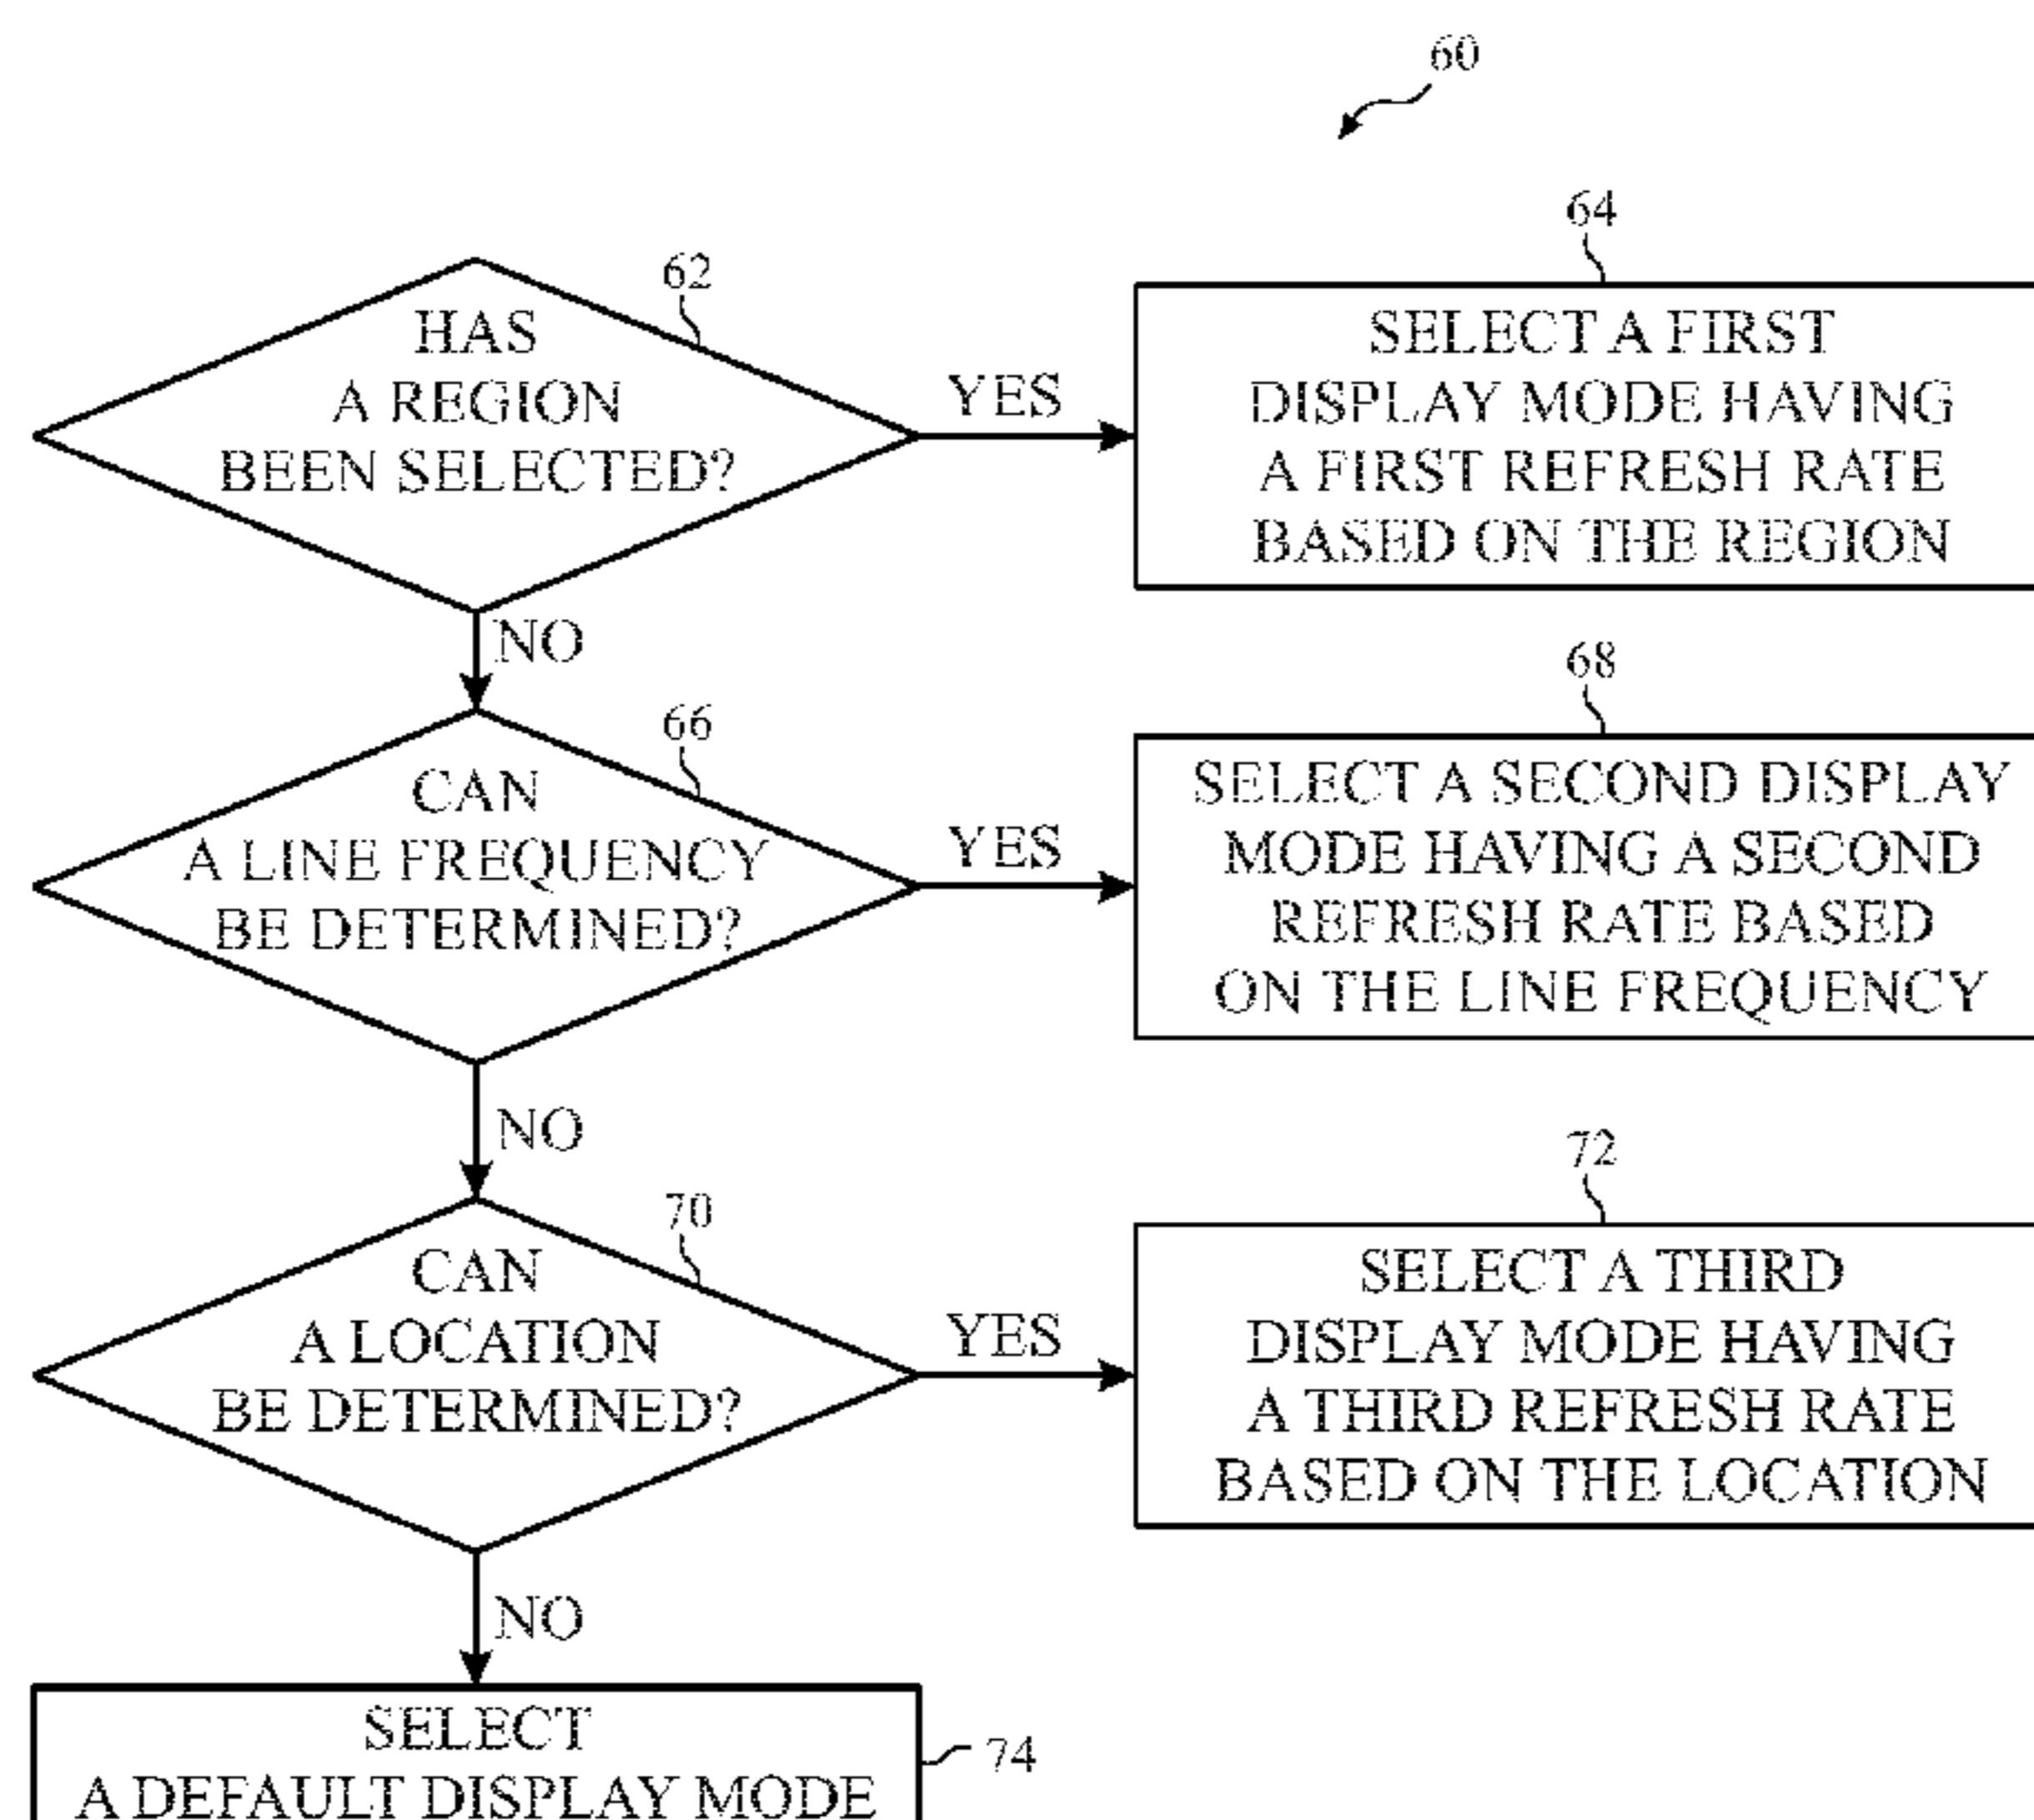 60
62
HAS
A REGION
BEEN SELECTED?
YES
64
SELECT A FIRST
DISPLAY MODE HAVING
A FIRST REFRESH RATE
BASED ON THE REGION
NO
66
CAN
A LINE FREQUENCY
BE DETERMINED?
YES
68
SELECT A SECOND DISPLAY
MODE HAVING A SECOND
REFRESH RATE BASED
ON THE LINE FREQUENCY
NO
70
CAN
A LOCATION
BE DETERMINED?
YES
72
SELECT A THIRD
DISPLAY MODE HAVING
A THIRD REFRESH RATE
BASED ON THE LOCATION
NO
SELECT
A DEFAULT DISPLAY MODE
74